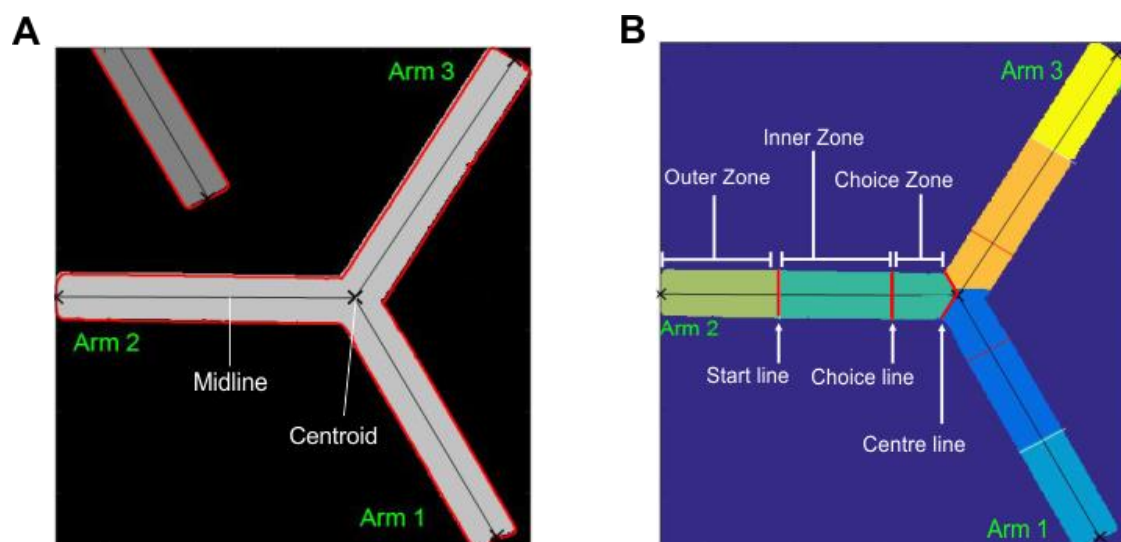 A
Arm 3
Arm 2
Midline
Centroid
Arm 1
B
Arm 3
Inner Zone
Outer Zone
Choice Zone
Arm 2
Start line
Choice line
Centre line
Arm 1